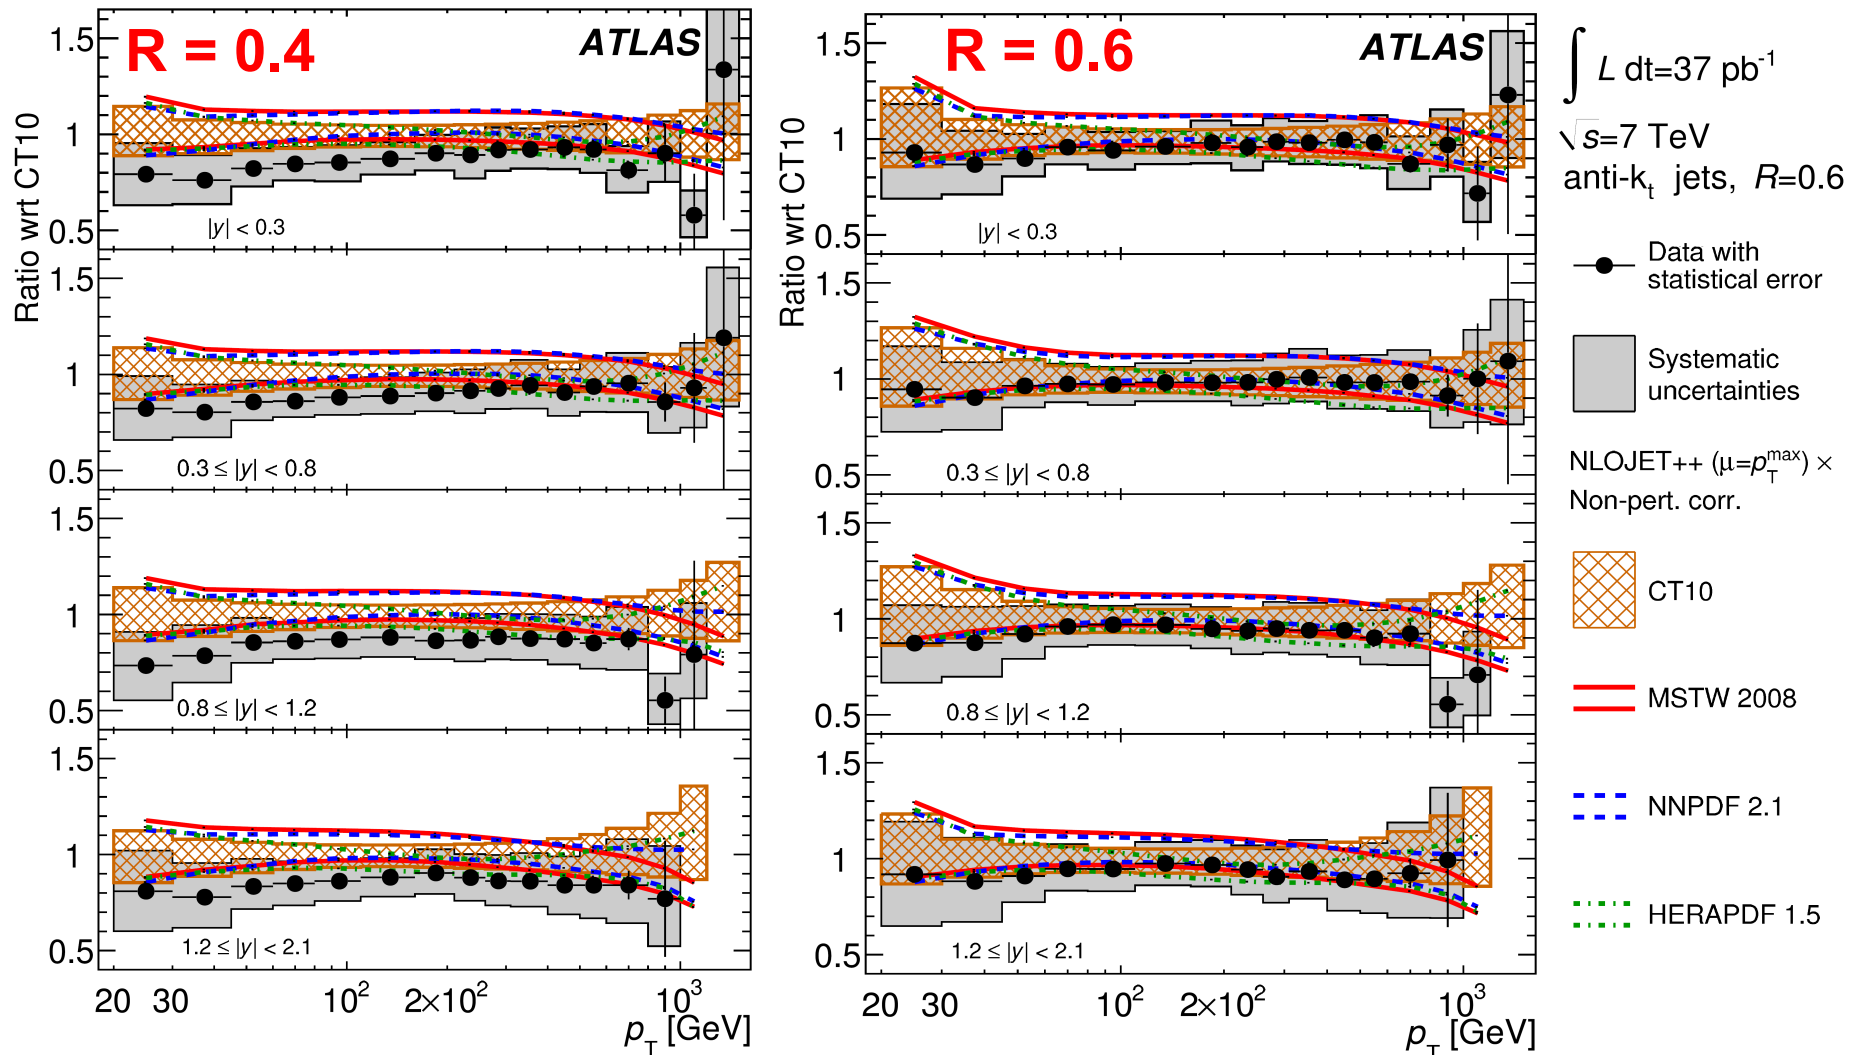 R = 0.4
ATLAS
Ratio wrt CT10
1.5
1
0.5
|y| < 0.3
1.5
1
0.5
0.3 ≤ |y| < 0.8
1.5
1
0.5
0.8 ≤ |y| < 1.2
1.5
1
0.5
1.2 ≤ |y| < 2.1
20 30 10² 2×10² 10³
p_T [GeV]
R = 0.6
ATLAS
Ratio wrt CT10
1.5
1
0.5
|y| < 0.3
1.5
1
0.5
0.3 ≤ |y| < 0.8
1.5
1
0.5
0.8 ≤ |y| < 1.2
1.5
1
0.5
1.2 ≤ |y| < 2.1
20 30 10² 2×10² 10³
p_T [GeV]
∫ L dt=37 pb⁻¹
√s=7 TeV
anti-k_t jets, R=0.6
Data with
statistical error
Systematic
uncertainties
NLOJET++ (μ=p_T^max) ×
Non-pert. corr.
CT10
MSTW 2008
NNPDF 2.1
HERAPDF 1.5